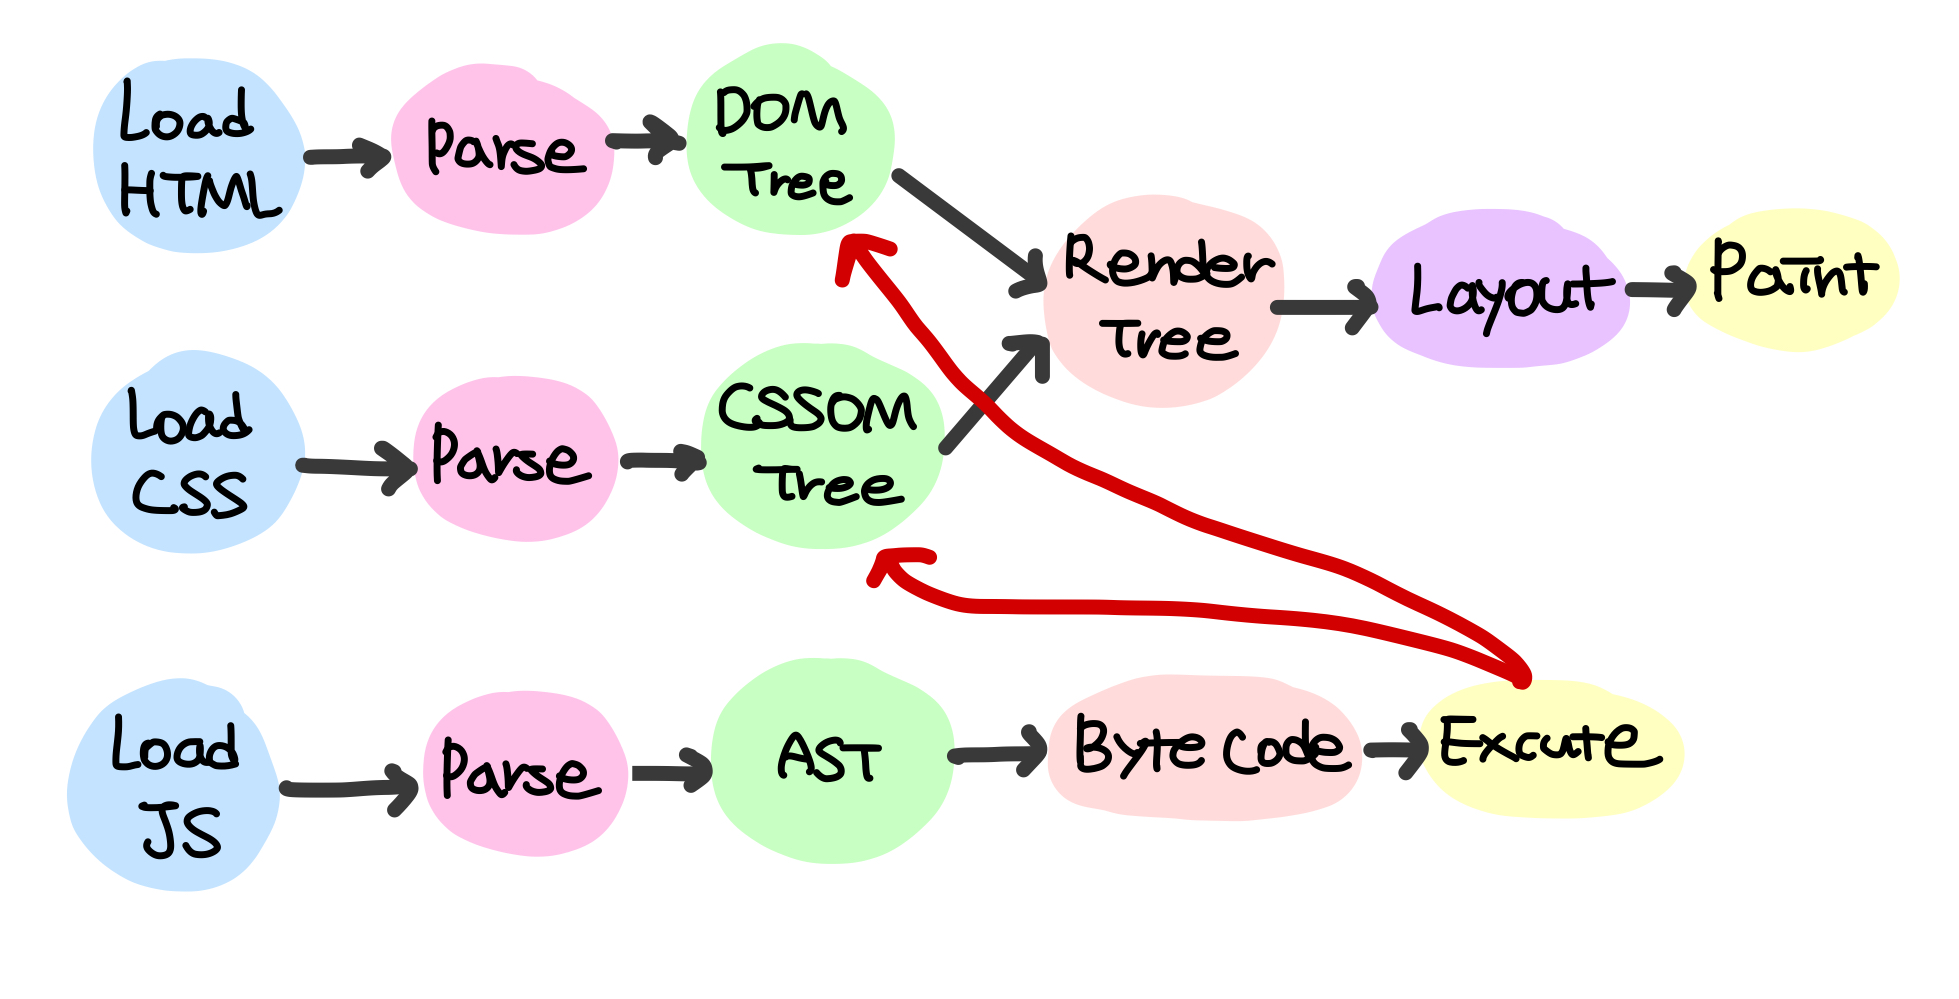 Load
HTML
Parse
DOM
Tree
Load
CSS
Parse
CSSOM
Tree
Render
Tree
Layout
Paint
Load
JS
Parse
AST
Byte Code
Excute